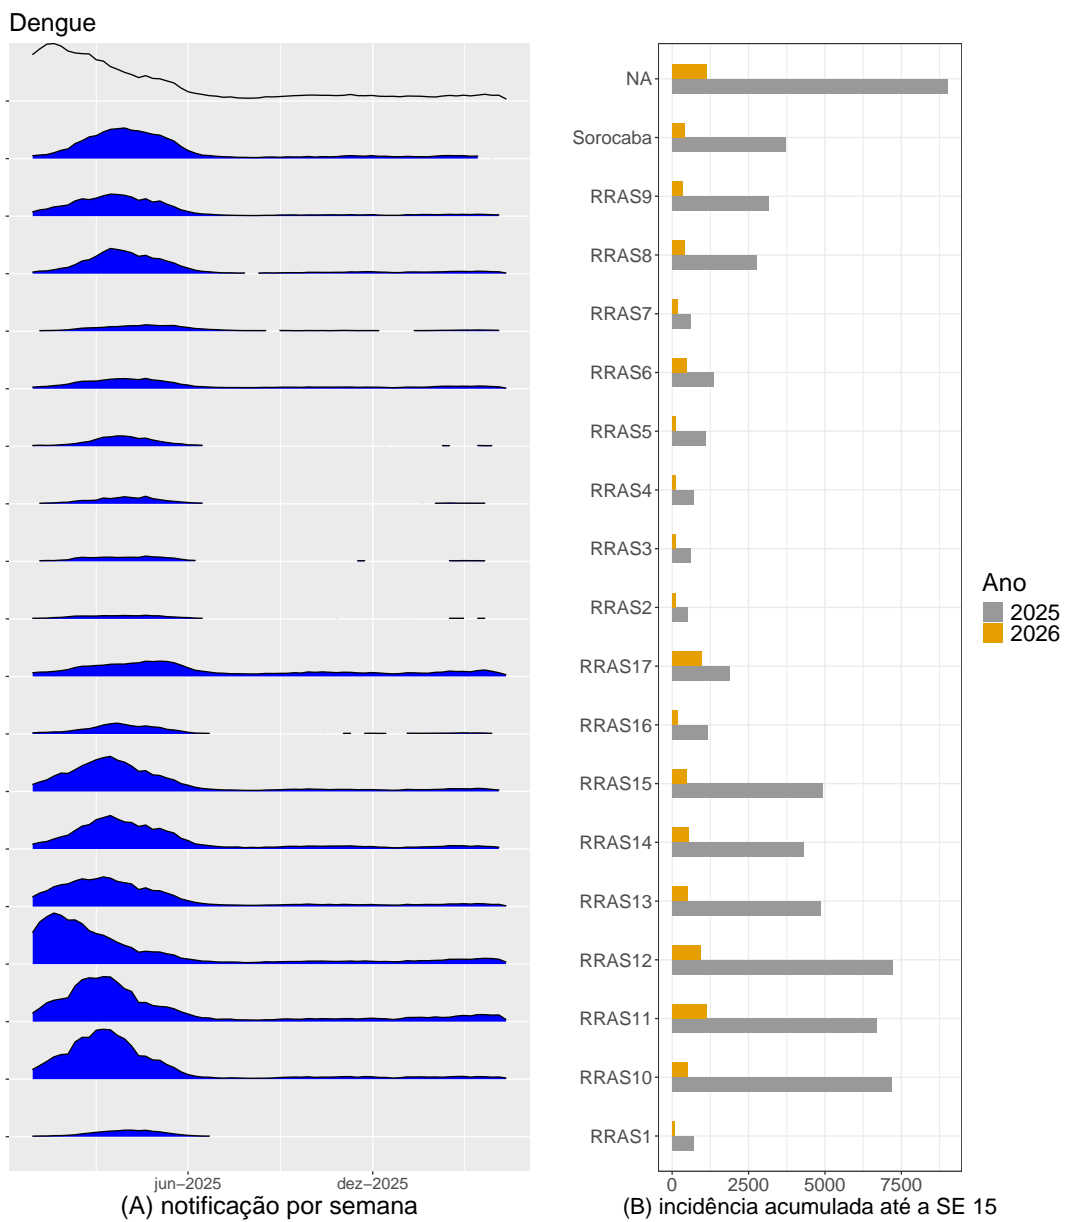 Dengue
NA
Sorocaba
RRAS9
RRAS8
RRAS7
RRAS6
RRAS5
RRAS4
RRAS3
RRAS2
RRAS17
RRAS16
RRAS15
RRAS14
RRAS13
RRAS12
RRAS11
RRAS10
RRAS1
Ano
2025
2026
jun−2025 dez−2025
0 2500 5000 7500
(A) notificação por semana
(B) incidência acumulada até a SE 15